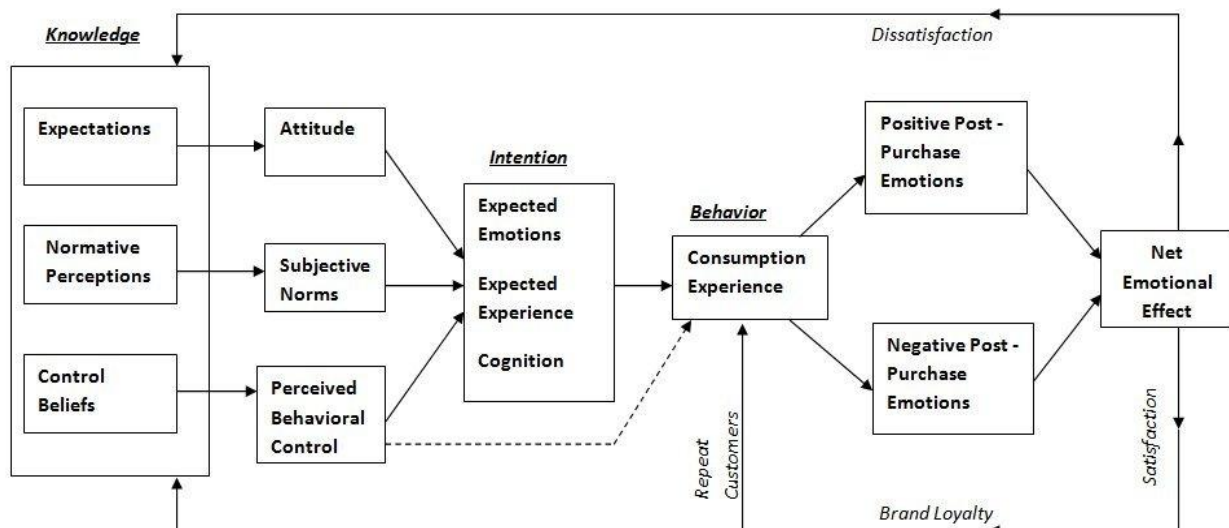 Knowledge
Dissatisfaction
Expectations
Attitude
Positive Post -
Purchase
Emotions
Intention
Expected
Emotions
Expected
Experience
Cognition
Behavior
Consumption
Experience
Normative
Perceptions
Subjective
Norms
Net
Emotional
Effect
Control
Beliefs
Perceived
Behavioral
Control
Negative Post -
Purchase
Emotions
Repeat
Customers
Satisfaction
Brand Loyalty